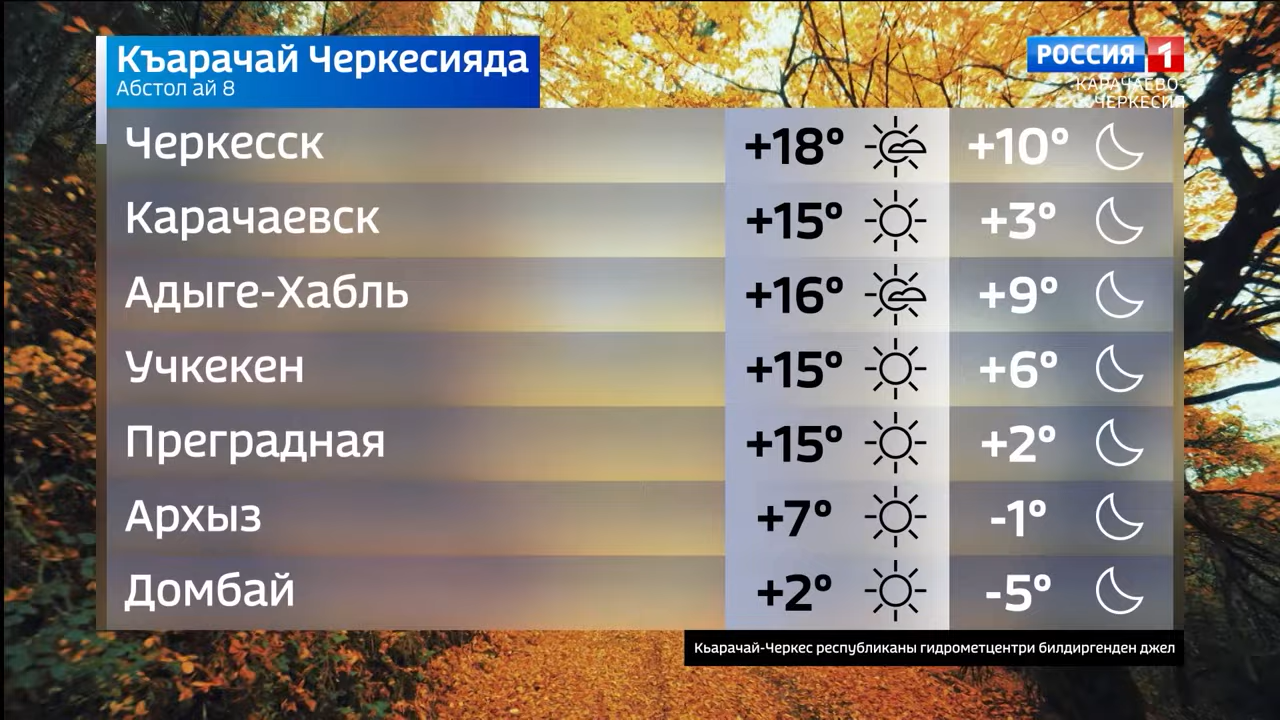 Къарачай Черкесияда
Абстол ай 8
РОССИЯ 1
КАРАЧАЕВО
ЧЕРКЕСИЯ
Черкесск +18° +10°
Карачаевск +15° +3°
Адыге-Хабль +16° +9°
Учкекен +15° +6°
Преградная +15° +2°
Архыз +7° -1°
Домбай +2° -5°
Кьарачай-Черкес республиканы гидрометцентри билдиргенден джел